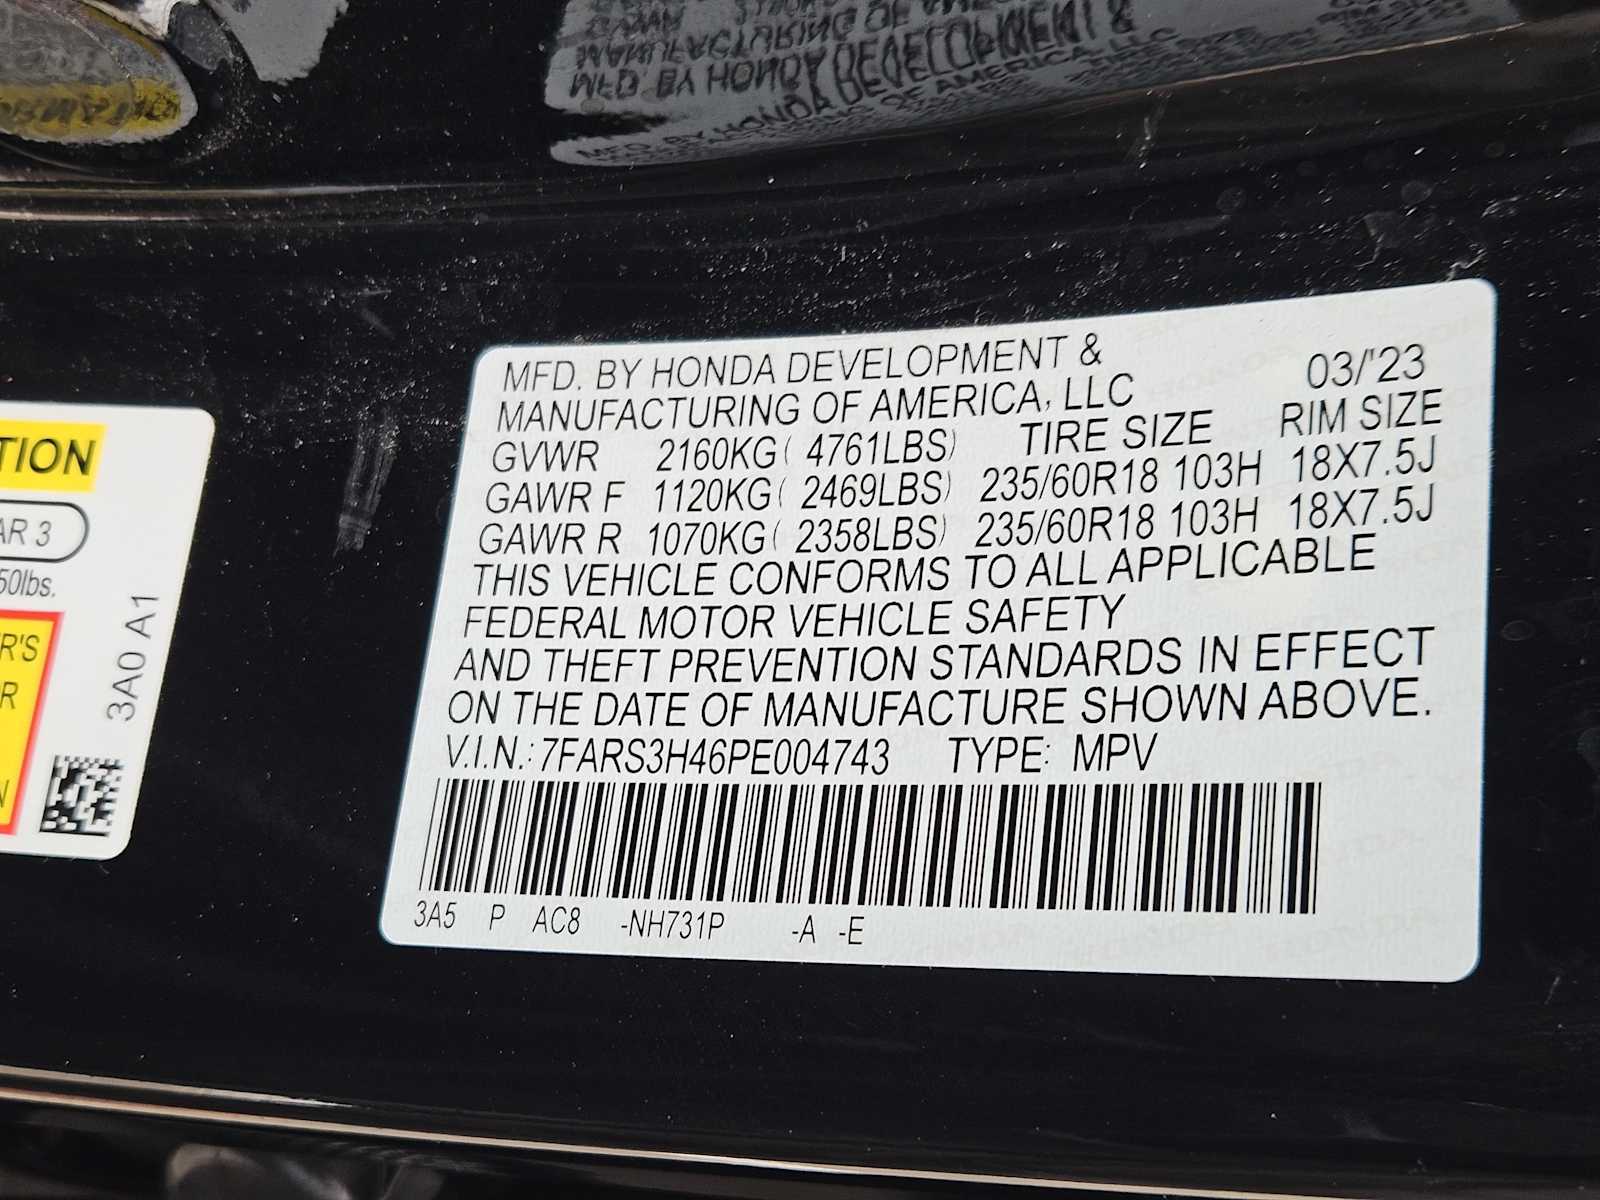 MFD. BY HONDA DEVELOPMENT &
MANUFACTURING OF AMERICA, LLC 03/'23
GVWR 2160KG( 4761LBS) TIRE SIZE RIM SIZE
GAWR F 1120KG( 2469LBS) 235/60R18 103H 18X7.5J
GAWR R 1070KG( 2358LBS) 235/60R18 103H 18X7.5J
THIS VEHICLE CONFORMS TO ALL APPLICABLE
FEDERAL MOTOR VEHICLE SAFETY
AND THEFT PREVENTION STANDARDS IN EFFECT
ON THE DATE OF MANUFACTURE SHOWN ABOVE.
V.I.N.: 7FARS3H46PE004743 TYPE: MPV
3A5 P AC8 -NH731P -A -E
TION
AR 3
50lbs.
R'S
R
N
3A0 A1